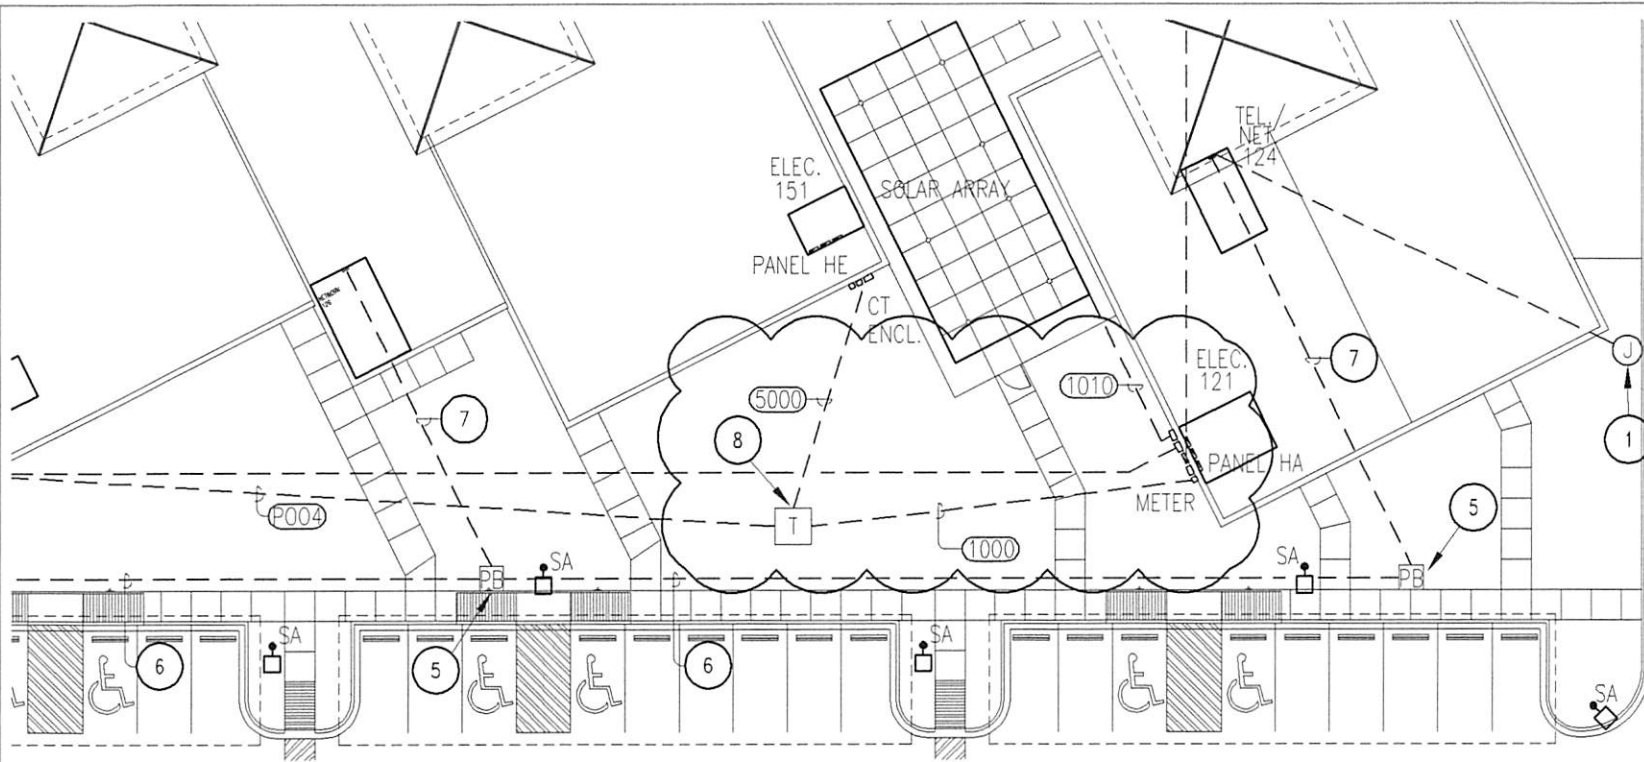 TEL./
NET
124
ELEC.
151
SOLAR ARRAY
PANEL HE
CT
ENCL.
J
7
ELEC.
121
1010
5000
7
8
1
PANEL HA
METER
P004
T
1000
5
SA
SA
PB
PB
SA
SA
6
5
6
SA